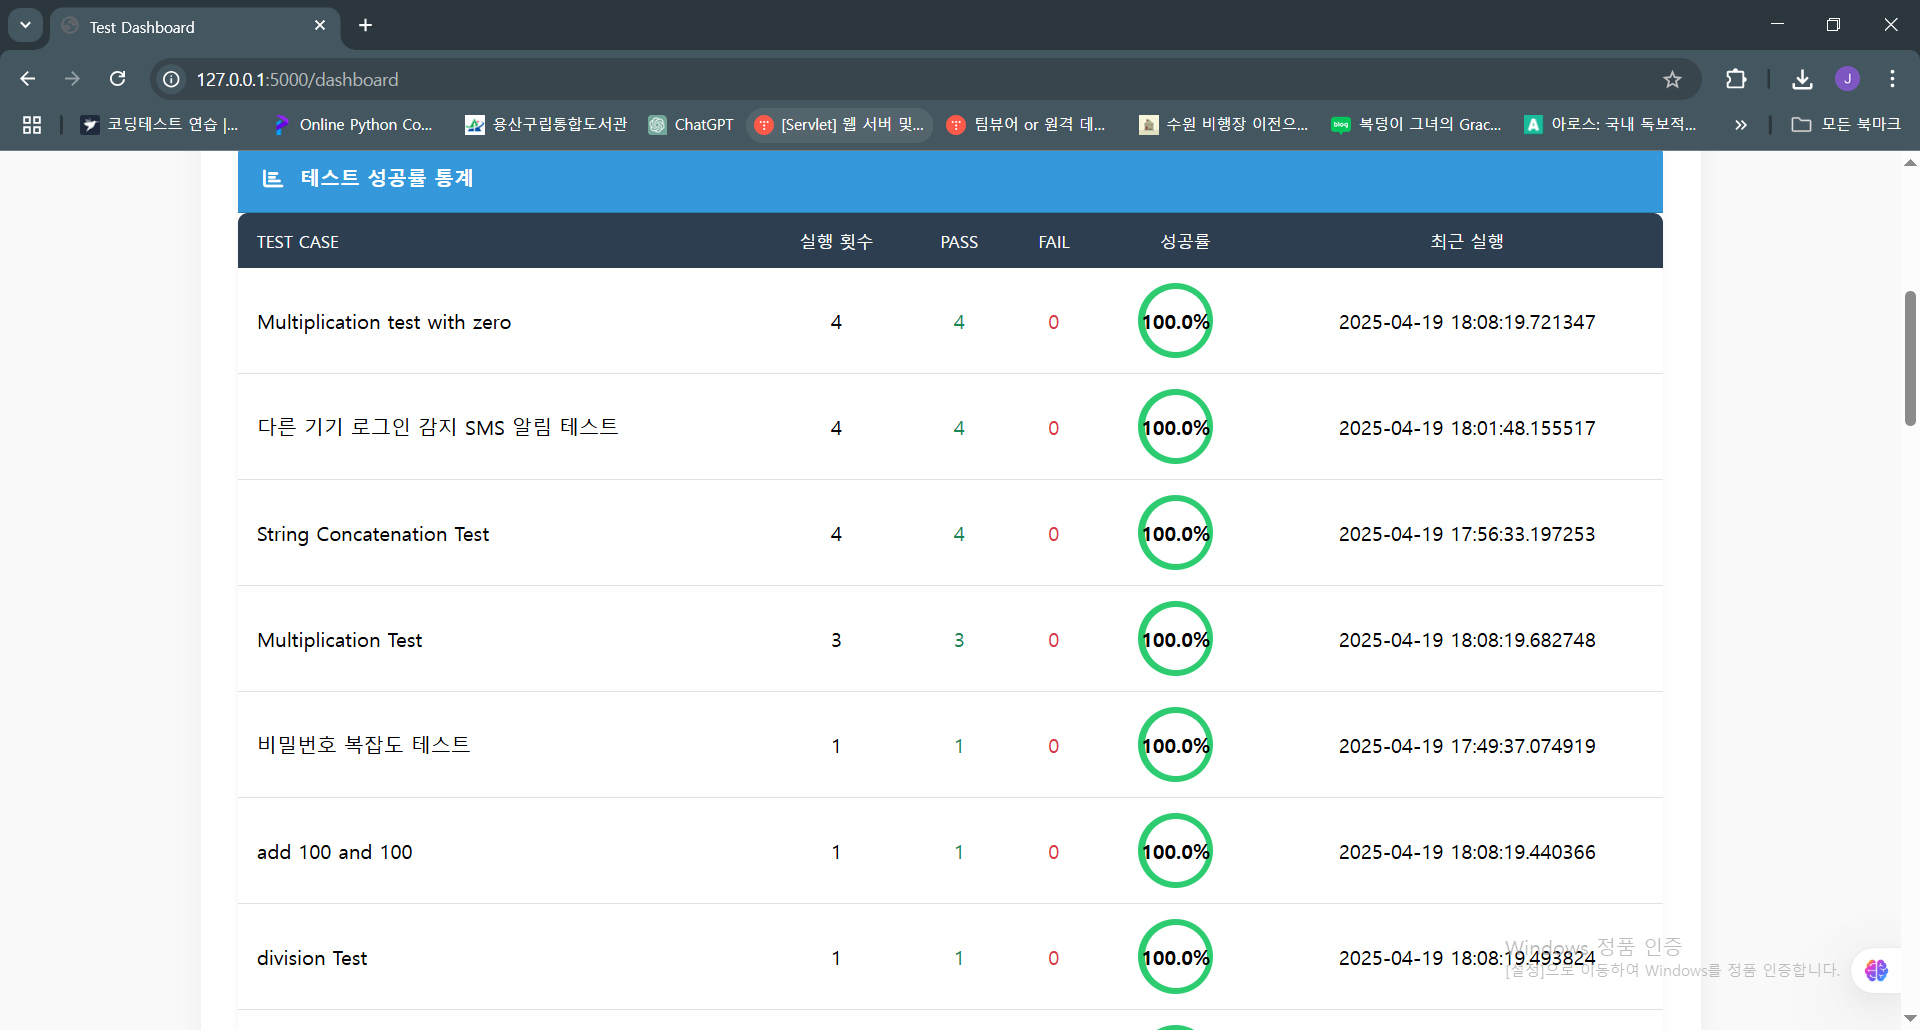 Test Dashboard
127.0.0.1:5000/dashboard
코딩테스트 연습 |...
Online Python Co...
용산구립통합도서관
ChatGPT
[Servlet] 웹 서버 및...
팀뷰어 or 원격 데...
수원 비행장 이전으...
blog
복덩이 그녀의 Grac...
A
아로스: 국내 독보적...
모든 북마크
J
테스트 성공률 통계
TEST CASE 실행 횟수 PASS FAIL 성공률 최근 실행
Multiplication test with zero 4 4 0 100.0% 2025-04-19 18:08:19.721347
다른 기기 로그인 감지 SMS 알림 테스트 4 4 0 100.0% 2025-04-19 18:01:48.155517
String Concatenation Test 4 4 0 100.0% 2025-04-19 17:56:33.197253
Multiplication Test 3 3 0 100.0% 2025-04-19 18:08:19.682748
비밀번호 복잡도 테스트 1 1 0 100.0% 2025-04-19 17:49:37.074919
add 100 and 100 1 1 0 100.0% 2025-04-19 18:08:19.440366
division Test 1 1 0 100.0% 2025-04-19 18:08:19.493824
Windows 정품 인증
[설정]으로 이동하여 Windows를 정품 인증합니다.